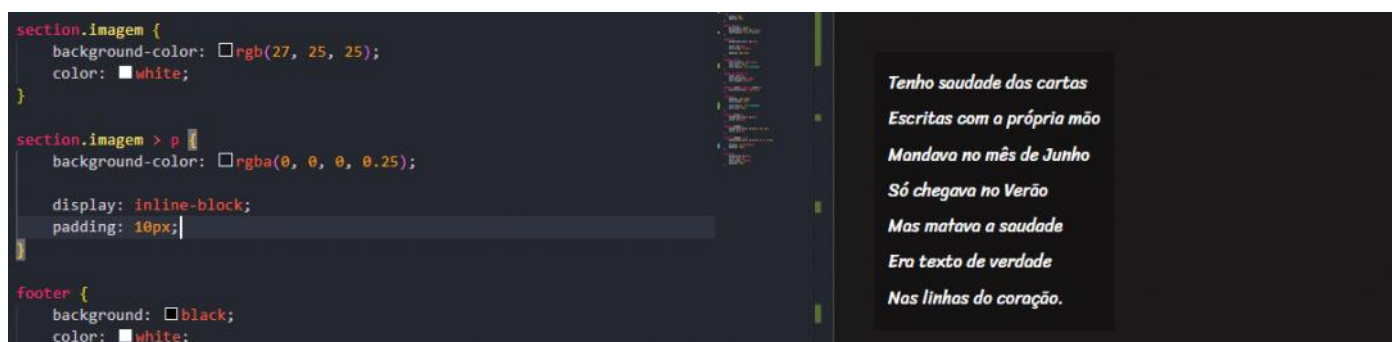 section.imagem {
background-color: rgb(27, 25, 25);
color: white;
}
section.imagem > p {
background-color: rgba(0, 0, 0, 0.25);
display: inline-block;
padding: 10px;
}
footer {
background: black;
color: white;
Tenho saudade das cartas
Escritas com a própria mão
Mandava no mês de Junho
Só chegava no Verão
Mas matava a saudade
Era texto de verdade
Nas linhas do coração.